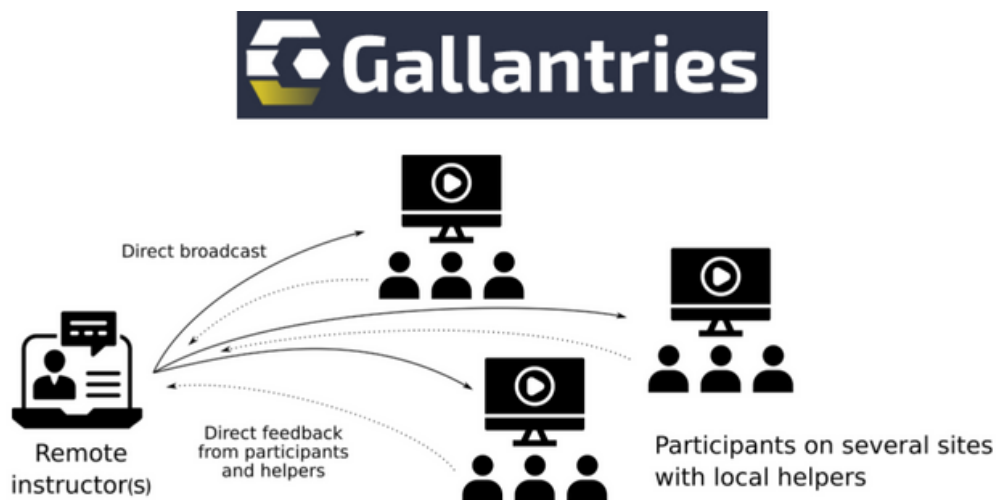 Gallantries
Direct broadcast
Remote
instructor(s)
Direct feedback
from participants
and helpers
Participants on several sites
with local helpers